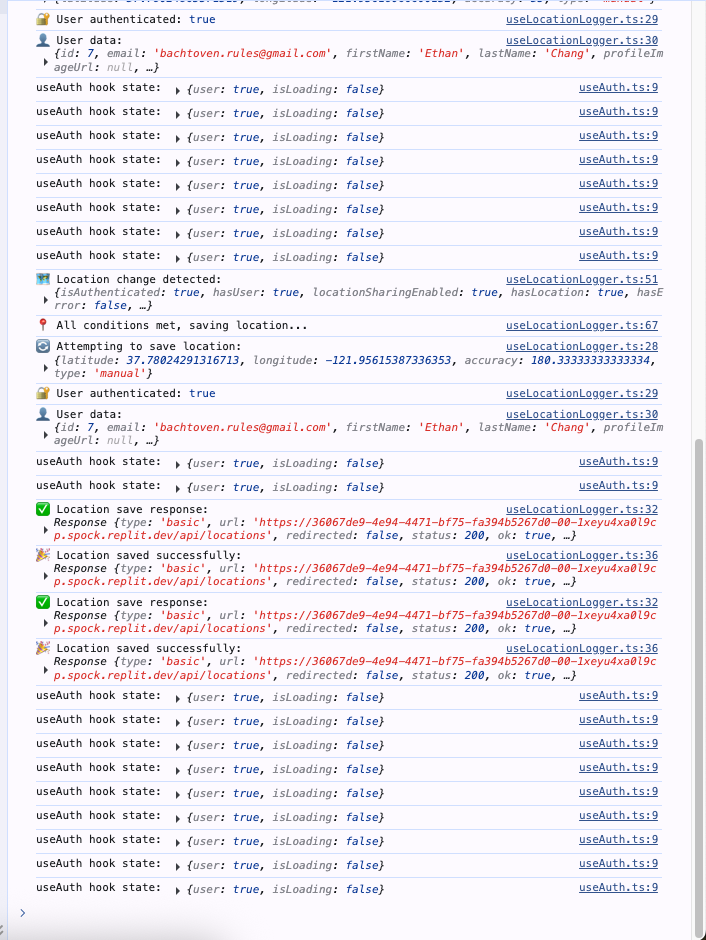 🔐 User authenticated: true useLocationLogger.ts:29
👤 User data: useLocationLogger.ts:30
{id: 7, email: 'bachtoven.rules@gmail.com', firstName: 'Ethan', lastName: 'Chang', profileIm
ageUrl: null, …}
useAuth hook state: {user: true, isLoading: false} useAuth.ts:9
useAuth hook state: {user: true, isLoading: false} useAuth.ts:9
useAuth hook state: {user: true, isLoading: false} useAuth.ts:9
useAuth hook state: {user: true, isLoading: false} useAuth.ts:9
useAuth hook state: {user: true, isLoading: false} useAuth.ts:9
useAuth hook state: {user: true, isLoading: false} useAuth.ts:9
useAuth hook state: {user: true, isLoading: false} useAuth.ts:9
useAuth hook state: {user: true, isLoading: false} useAuth.ts:9
🗺️ Location change detected: useLocationLogger.ts:51
{isAuthenticated: true, hasUser: true, locationSharingEnabled: true, hasLocation: true, hasE
rror: false, …}
📍 All conditions met, saving location... useLocationLogger.ts:67
🔄 Attempting to save location: useLocationLogger.ts:28
{latitude: 37.78024291316713, longitude: -121.95615387336353, accuracy: 180.33333333333334,
type: 'manual'}
🔐 User authenticated: true useLocationLogger.ts:29
👤 User data: useLocationLogger.ts:30
{id: 7, email: 'bachtoven.rules@gmail.com', firstName: 'Ethan', lastName: 'Chang', profileIm
ageUrl: null, …}
useAuth hook state: {user: true, isLoading: false} useAuth.ts:9
useAuth hook state: {user: true, isLoading: false} useAuth.ts:9
✅ Location save response: useLocationLogger.ts:32
Response {type: 'basic', url: 'https://36067de9-4e94-4471-bf75-fa394b5267d0-00-1xeyu4xa0l9c
p.spock.replit.dev/api/locations', redirected: false, status: 200, ok: true, …}
🎉 Location saved successfully: useLocationLogger.ts:36
Response {type: 'basic', url: 'https://36067de9-4e94-4471-bf75-fa394b5267d0-00-1xeyu4xa0l9c
p.spock.replit.dev/api/locations', redirected: false, status: 200, ok: true, …}
✅ Location save response: useLocationLogger.ts:32
Response {type: 'basic', url: 'https://36067de9-4e94-4471-bf75-fa394b5267d0-00-1xeyu4xa0l9c
p.spock.replit.dev/api/locations', redirected: false, status: 200, ok: true, …}
🎉 Location saved successfully: useLocationLogger.ts:36
Response {type: 'basic', url: 'https://36067de9-4e94-4471-bf75-fa394b5267d0-00-1xeyu4xa0l9c
p.spock.replit.dev/api/locations', redirected: false, status: 200, ok: true, …}
useAuth hook state: {user: true, isLoading: false} useAuth.ts:9
useAuth hook state: {user: true, isLoading: false} useAuth.ts:9
useAuth hook state: {user: true, isLoading: false} useAuth.ts:9
useAuth hook state: {user: true, isLoading: false} useAuth.ts:9
useAuth hook state: {user: true, isLoading: false} useAuth.ts:9
useAuth hook state: {user: true, isLoading: false} useAuth.ts:9
useAuth hook state: {user: true, isLoading: false} useAuth.ts:9
useAuth hook state: {user: true, isLoading: false} useAuth.ts:9
useAuth hook state: {user: true, isLoading: false} useAuth.ts:9